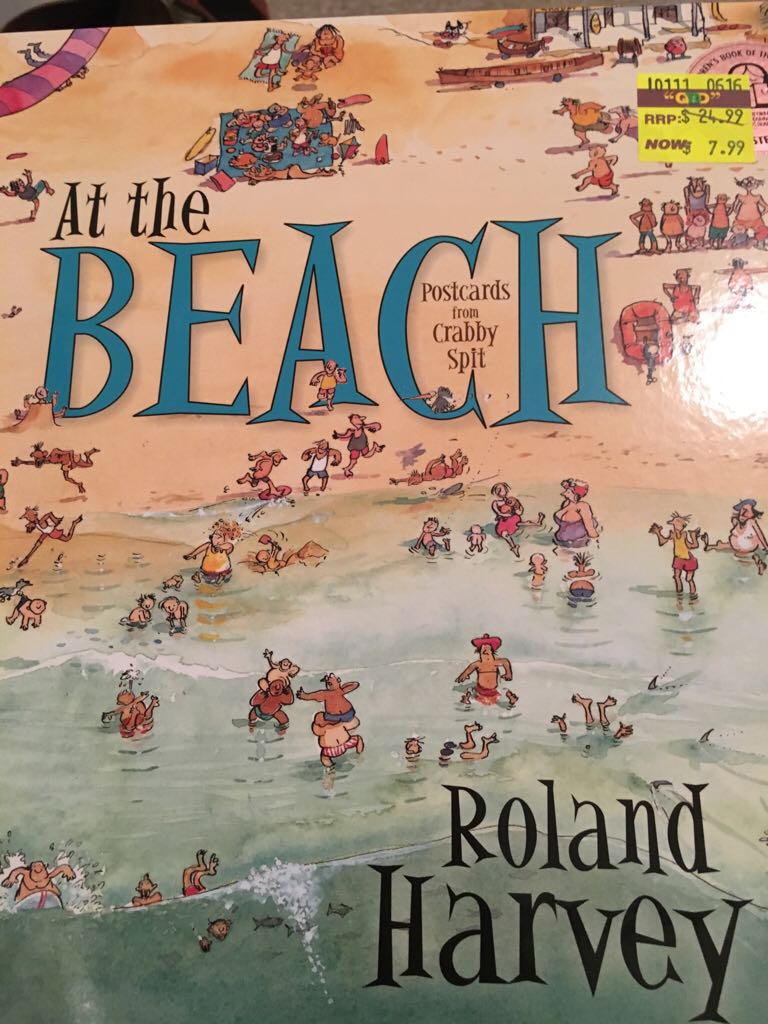 10111 0616
"QBD"
RRP:$ 24.99
NOW$ 7.99
At the
BEACH
Postcards
from
Crabby
Spit
Roland
Harvey